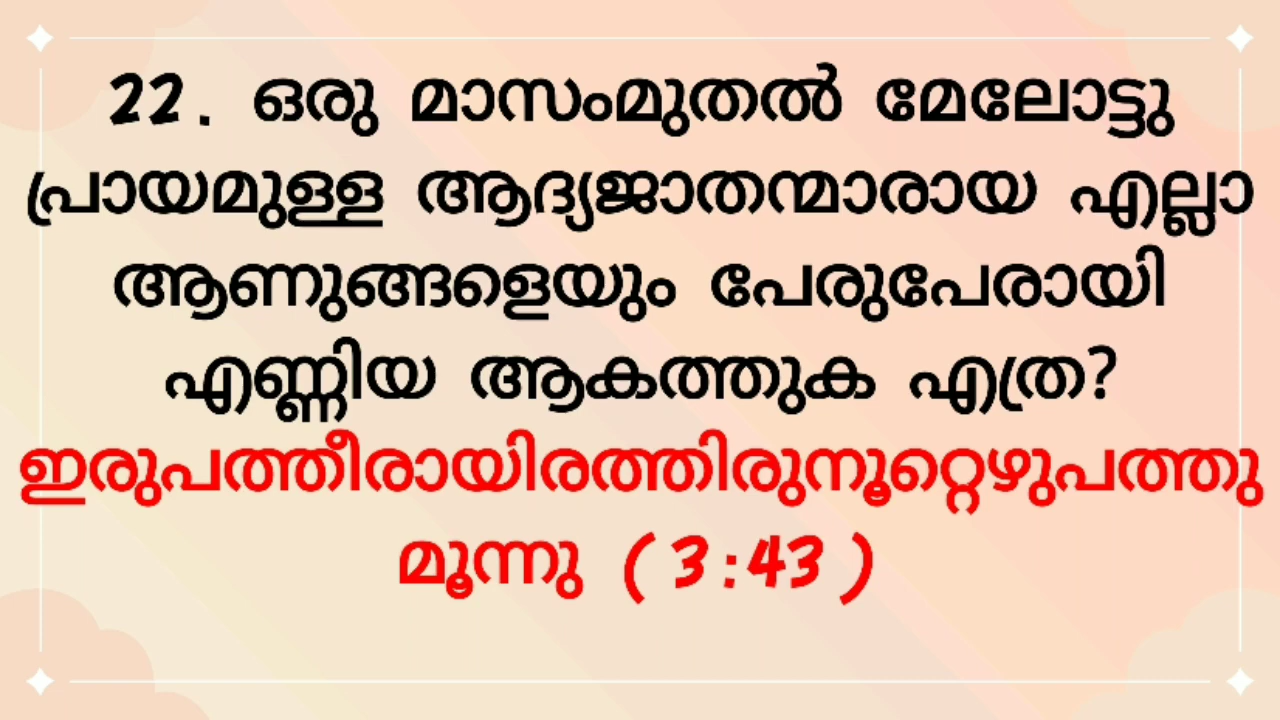 22. ഒരു മാസംമുതൽ മേലോട്ടു
പ്രായമുള്ള ആദ്യജാതന്മാരായ എല്ലാ
ആണുങ്ങളെയും പേരുപേരായി
എണ്ണിയ ആകത്തുക എത്ര?
ഇരുപത്തീരായിരത്തിരുനൂറ്റെഴുപത്തു
മൂന്നു (3:43)